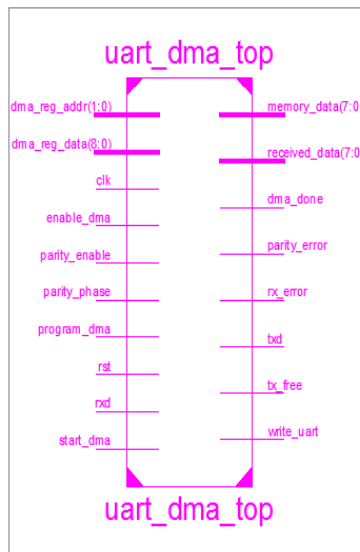 uart_dma_top
dma_reg_addr(1:0)
dma_reg_data(8:0)
clk
enable_dma
parity_enable
parity_phase
program_dma
rst
rxd
start_dma
memory_data(7:0
received_data(7:0
dma_done
parity_error
rx_error
txd
tx_free
write_uart
uart_dma_top